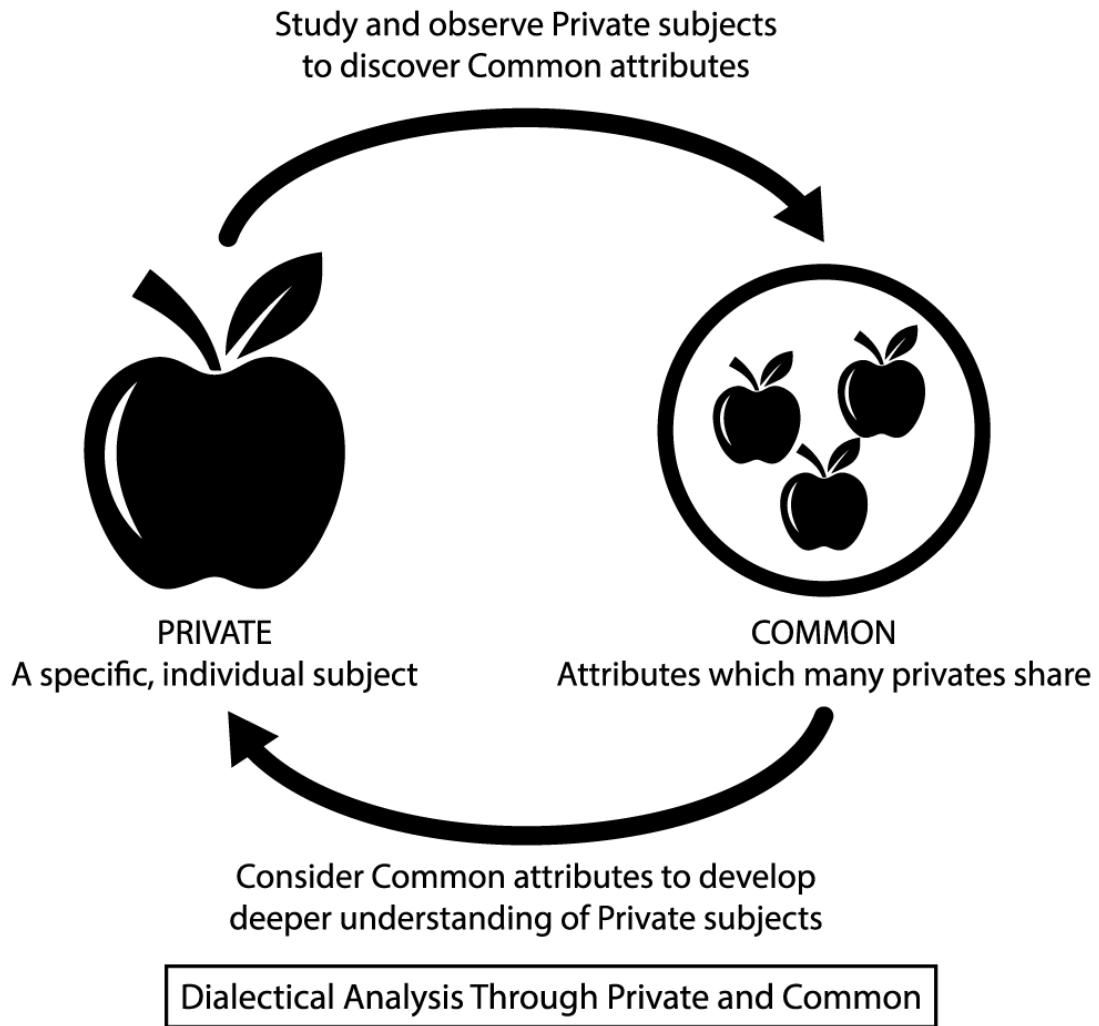 Study and observe Private subjects
to discover Common attributes
PRIVATE
A specific, individual subject
COMMON
Attributes which many privates share
Consider Common attributes to develop
deeper understanding of Private subjects
Dialectical Analysis Through Private and Common